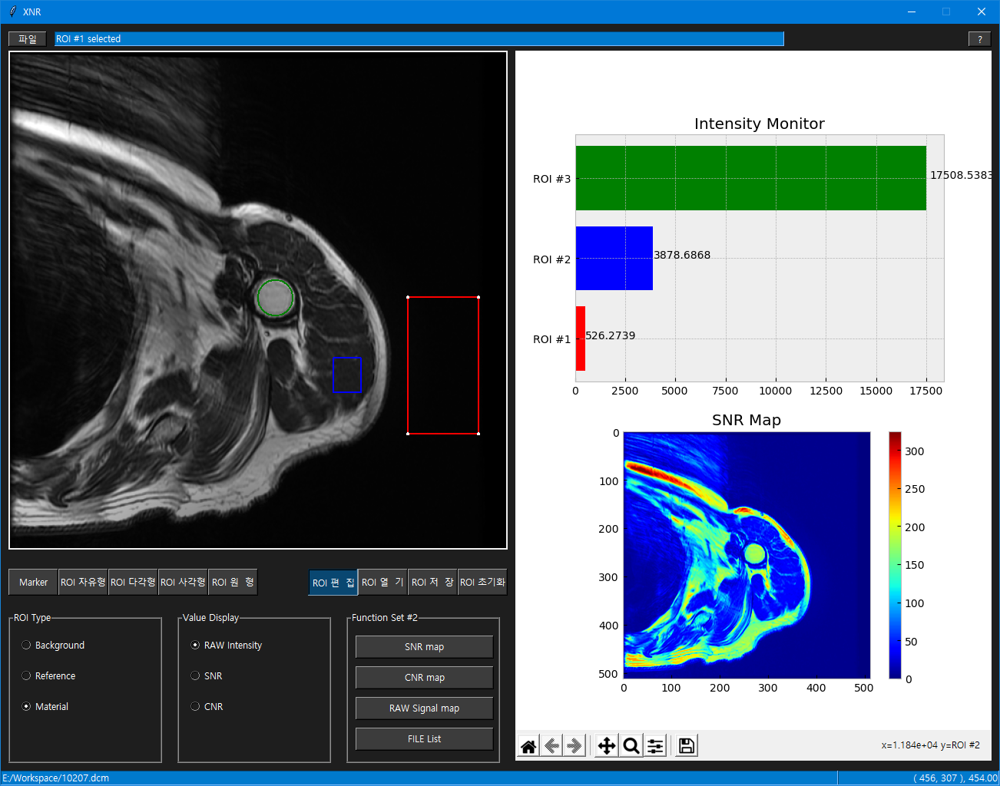 XNR
파일
ROI #1 selected
?
Intensity Monitor
ROI #3
17508.5383
ROI #2
3878.6868
ROI #1
526.2739
0 2500 5000 7500 10000 12500 15000 17500
SNR Map
0
100
200
300
400
500
0 100 200 300 400 500
300
250
200
150
100
50
0
Marker
ROI 자유형
ROI 다각형
ROI 사각형
ROI 원 형
ROI 편 집
ROI 열 기
ROI 저 장
ROI 초기화
ROI Type
Background
Reference
Material
Value Display
RAW Intensity
SNR
CNR
Function Set #2
SNR map
CNR map
RAW Signal map
FILE List
x=1.184e+04 y=ROI #2
E:/Workspace/10207.dcm
( 456, 307 ), 454.00